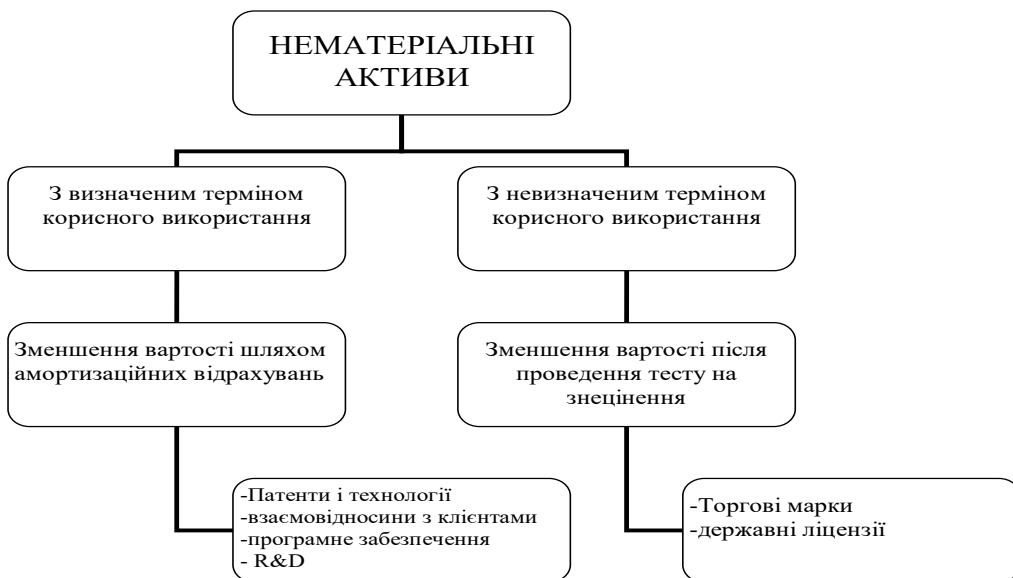 НЕМАТЕРІАЛЬНІ
АКТИВИ
З визначеним терміном
корисного використання
З невизначеним терміном
корисного використання
Зменшення вартості шляхом
амортизаційних відрахувань
Зменшення вартості після
проведення тесту на
знецінення
-Патенти і технології
-взаємовідносини з клієнтами
-програмне забезпечення
- R&D
-Торгові марки
-державні ліцензії